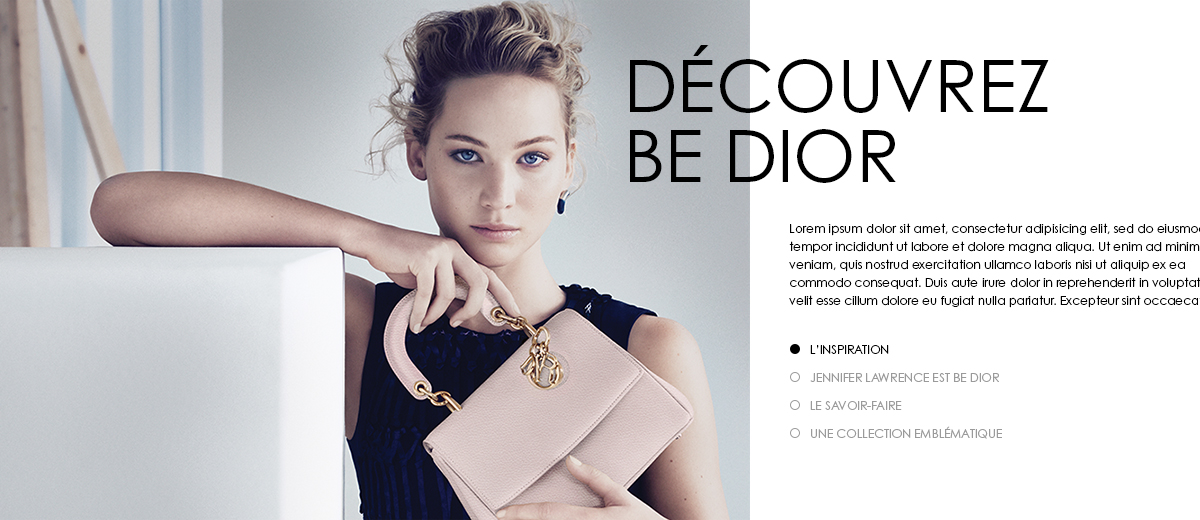 DÉCOUVREZ
BE DIOR
Lorem ipsum dolor sit amet, consectetur adipisicing elit, sed do eiusmo
tempor incididunt ut labore et dolore magna aliqua. Ut enim ad minim
veniam, quis nostrud exercitation ullamco laboris nisi ut aliquip ex ea
commodo consequat. Duis aute irure dolor in reprehenderit in voluptat
velit esse cillum dolore eu fugiat nulla pariatur. Excepteur sint occaeca
L'INSPIRATION
JENNIFER LAWRENCE EST BE DIOR
LE SAVOIR-FAIRE
UNE COLLECTION EMBLÉMATIQUE